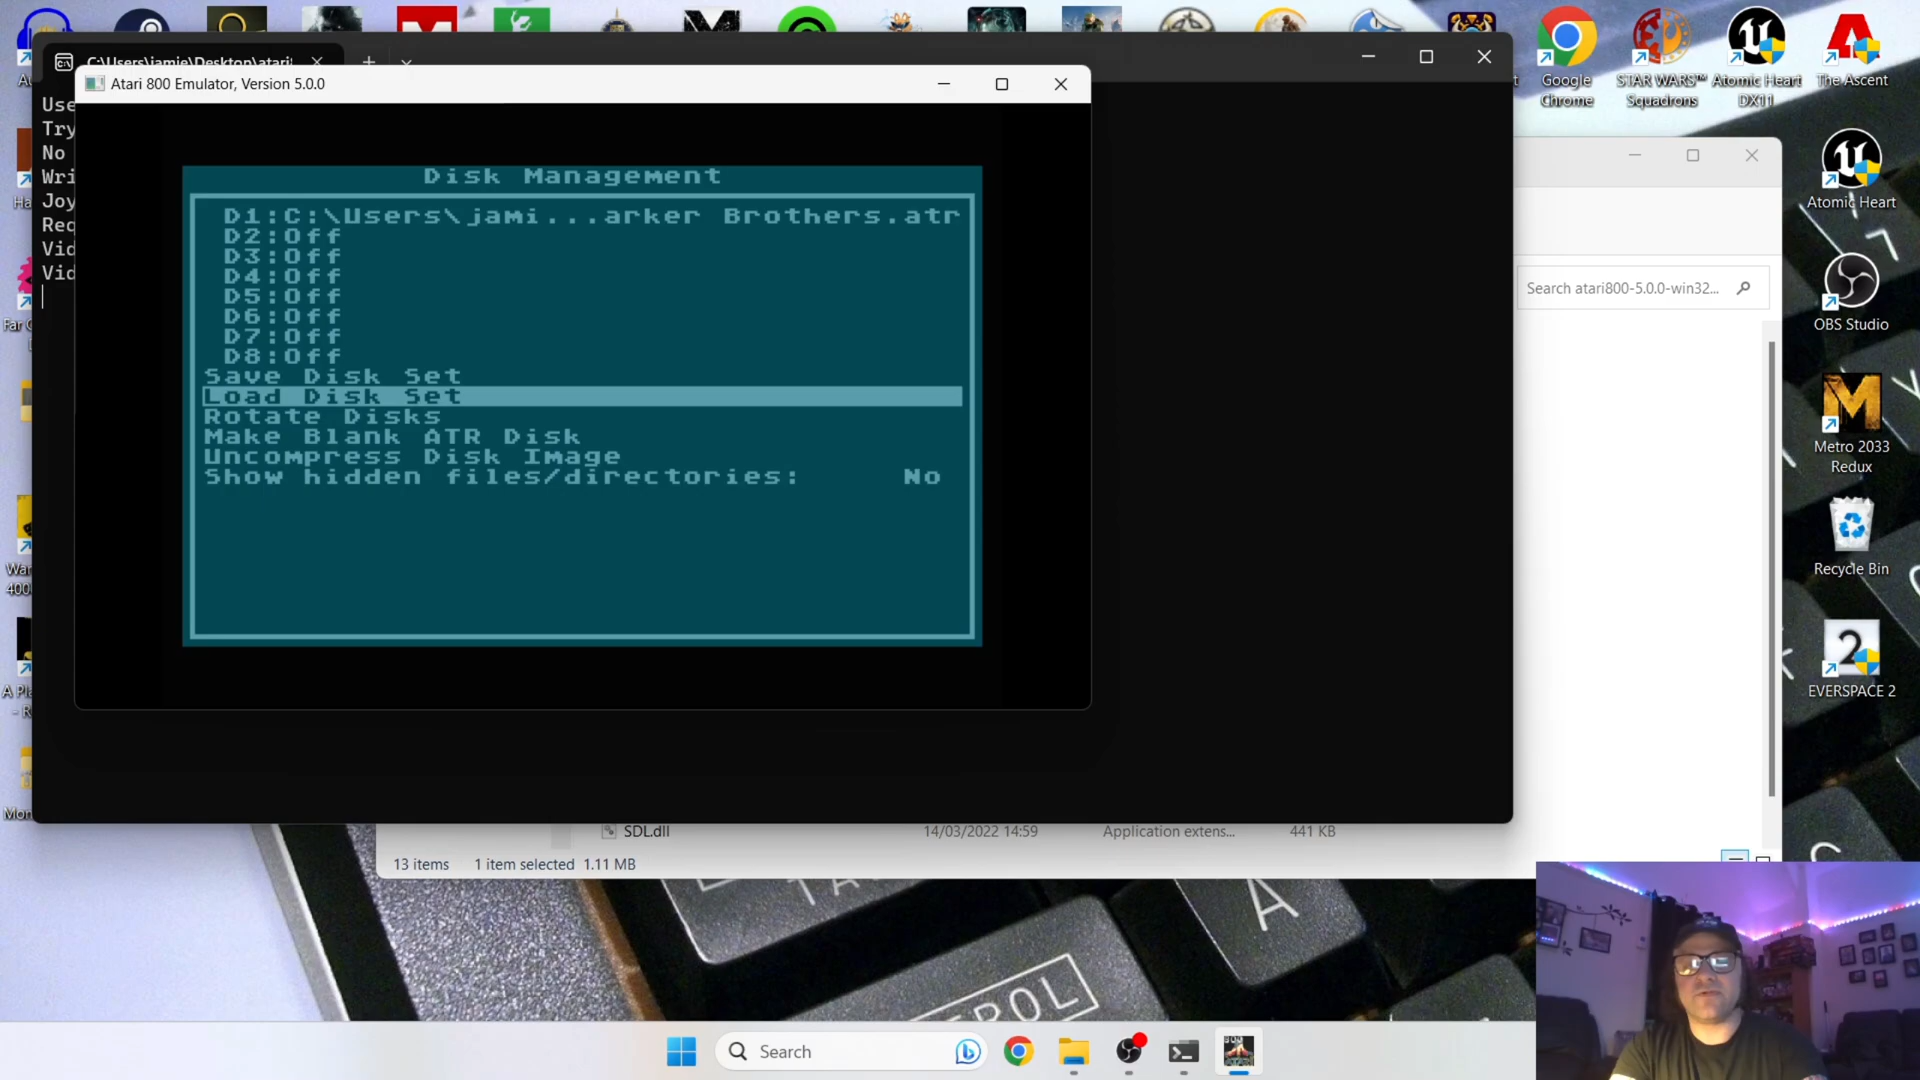 C:\Users\jamie\Desktop\atari
Atari 800 Emulator, Version 5.0.0
Use
Try
No
Wri
Joy
Rec
Vid
Vid
Disk Management
D1:C:\Users\jami...arker Brothers.atr
D2:Off
D3:Off
D4:Off
D5:Off
D6:Off
D7:Off
D8:Off
Save Disk Set
Load Disk Set
Rotate Disks
Make Blank ATR Disk
Uncompress Disk Image
Show hidden files/directories: No
Search atari800-5.0.0-win32...
SDL.dll 14/03/2022 14:59 Application extens... 441 KB
13 items 1 item selected 1.11 MB
Google Chrome
STAR WARS™ Squadrons
Atomic Heart DX11
The Ascent
Atomic Heart
OBS Studio
Metro 2033 Redux
Recycle Bin
EVERSPACE 2
Search